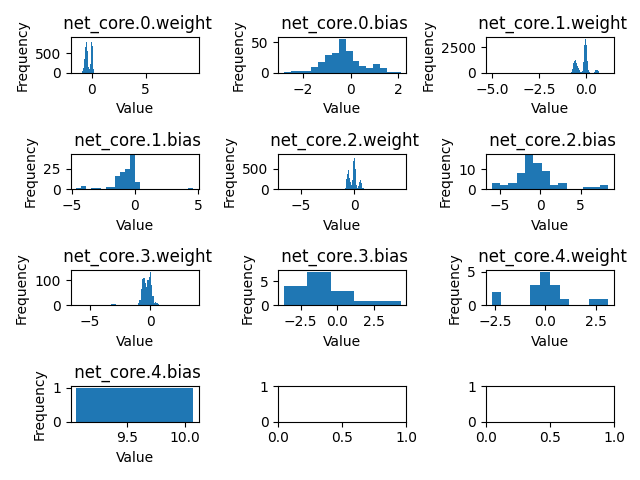 net_core.0.weight
net_core.0.bias
net_core.1.weight
Frequency
500
0
0
5
Value
Frequency
50
0
−2
0
2
Value
Frequency
2500
0
−5.0
−2.5
0.0
Value
net_core.1.bias
net_core.2.weight
net_core.2.bias
Frequency
25
0
−5
0
5
Value
Frequency
500
0
−5
0
Value
Frequency
10
0
−5
0
5
Value
net_core.3.weight
net_core.3.bias
net_core.4.weight
Frequency
100
0
−5
0
Value
Frequency
5
0
−2.5
0.0
2.5
Value
Frequency
5
0
−2.5
0.0
2.5
Value
net_core.4.bias
Frequency
1
0
9.5
10.0
Value
1
0
0.0
0.5
1.0
1
0
0.0
0.5
1.0